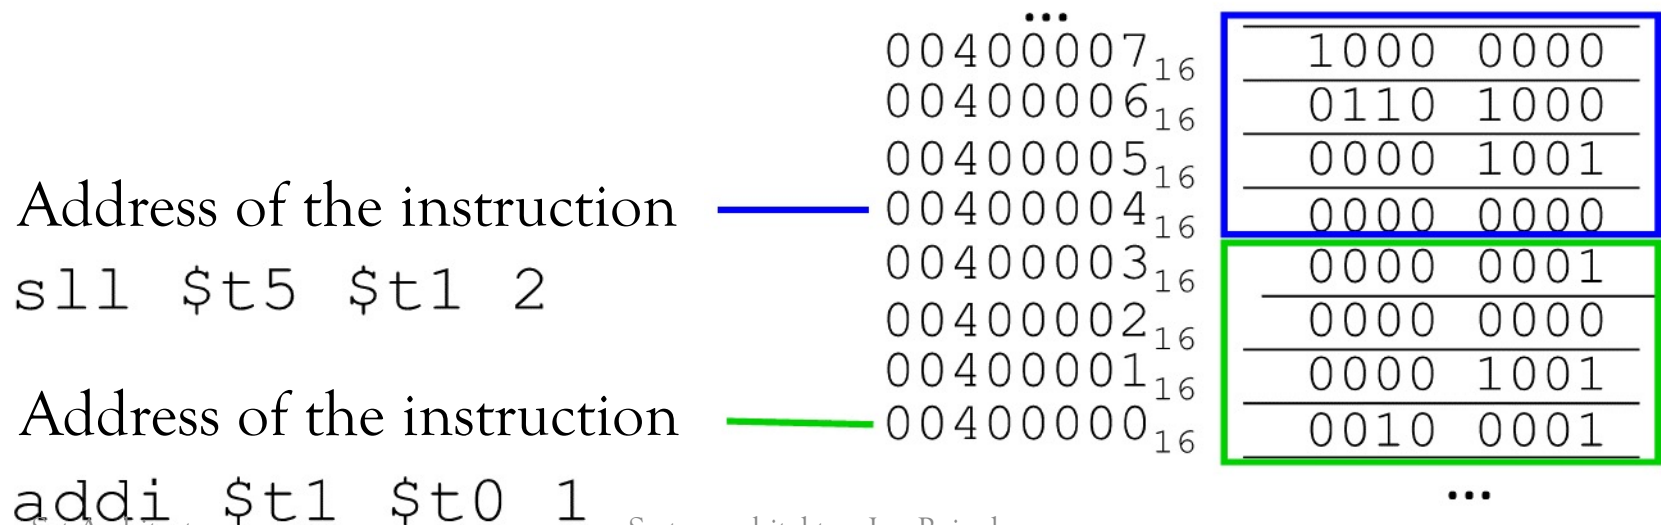 ...
00400007₁₆ 1000 0000
00400006₁₆ 0110 1000
00400005₁₆ 0000 1001
Address of the instruction 00400004₁₆ 0000 0000
sll $t5 $t1 2
00400003₁₆ 0000 0001
00400002₁₆ 0000 0000
00400001₁₆ 0000 1001
Address of the instruction 00400000₁₆ 0010 0001
addi $t1 $t0 1
...